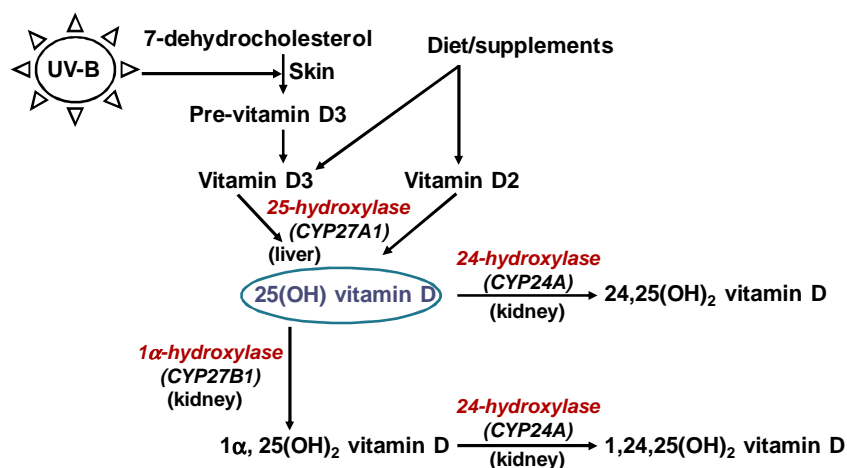 7-dehydrocholesterol
Diet/supplements
UV-B
Skin
Pre-vitamin D3
Vitamin D3
Vitamin D2
25-hydroxylase
(CYP27A1)
(liver)
25(OH) vitamin D
24-hydroxylase
(CYP24A)
(kidney)
24,25(OH)₂ vitamin D
1α-hydroxylase
(CYP27B1)
(kidney)
1α, 25(OH)₂ vitamin D
24-hydroxylase
(CYP24A)
(kidney)
1,24,25(OH)₂ vitamin D